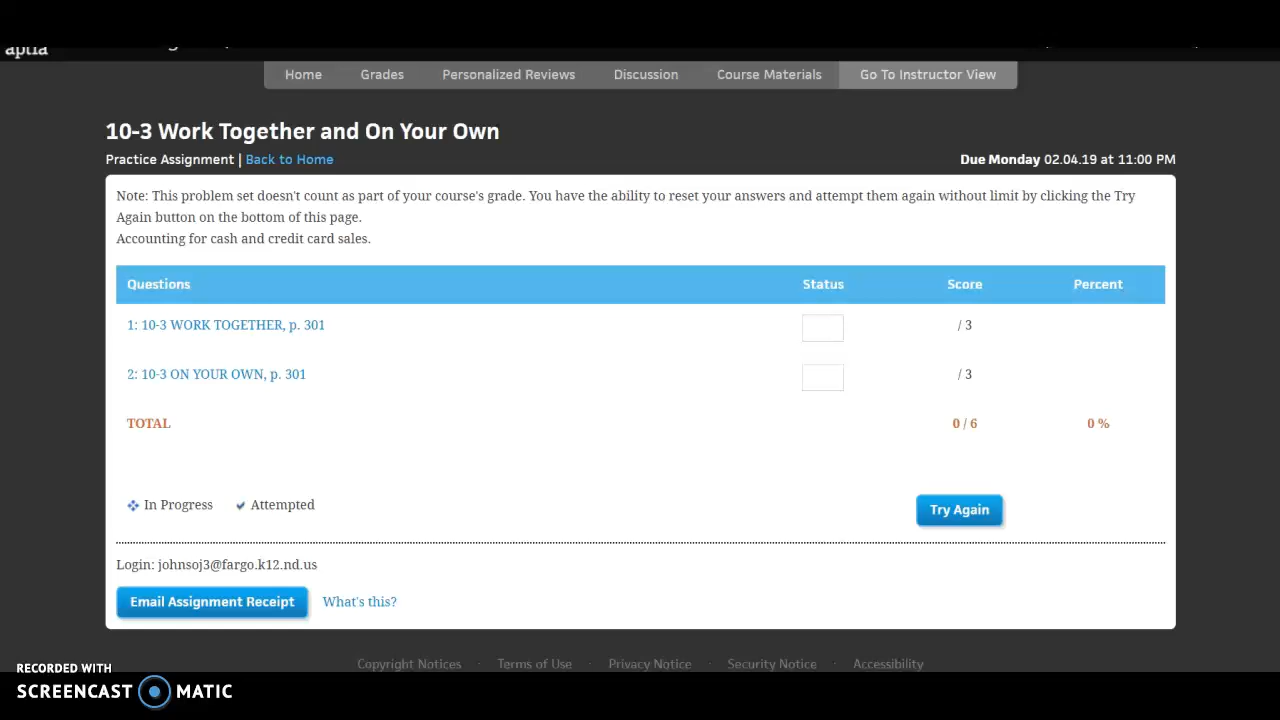 aplia
Home Grades Personalized Reviews Discussion Course Materials Go To Instructor View
10-3 Work Together and On Your Own
Practice Assignment | Back to Home Due Monday 02.04.19 at 11:00 PM
Note: This problem set doesn't count as part of your course's grade. You have the ability to reset your answers and attempt them again without limit by clicking the Try
Again button on the bottom of this page.
Accounting for cash and credit card sales.
Questions Status Score Percent
1: 10-3 WORK TOGETHER, p. 301 / 3
2: 10-3 ON YOUR OWN, p. 301 / 3
TOTAL 0 / 6 0 %
In Progress Attempted Try Again
Login: johnsoj3@fargo.k12.nd.us
Email Assignment Receipt What's this?
Copyright Notices · Terms of Use · Privacy Notice · Security Notice · Accessibility
RECORDED WITH
SCREENCAST MATIC